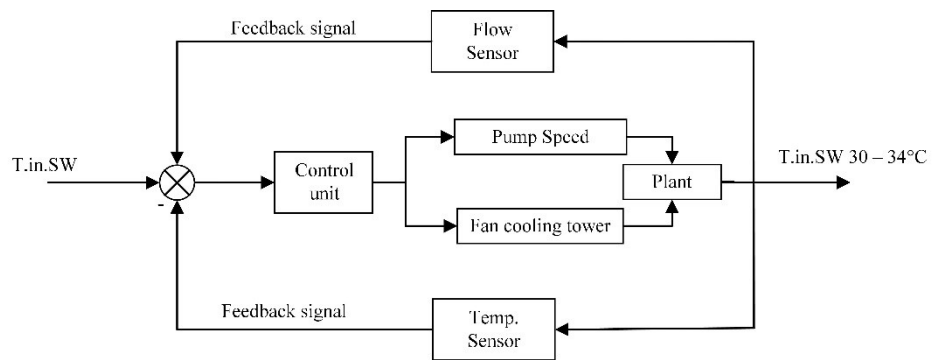 Feedback signal
Flow
Sensor
Pump Speed
T.in.SW
T.in.SW 30 – 34°C
Control
unit
Plant
-
Fan cooling tower
Feedback signal
Temp.
Sensor